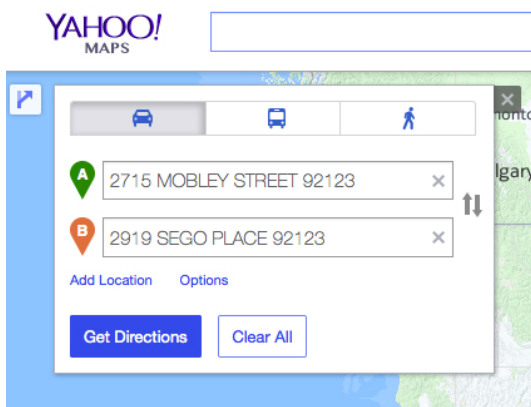 YAHOO!
MAPS
A
2715 MOBLEY STREET 92123
B
2919 SEGO PLACE 92123
Add Location
Options
Get Directions
Clear All